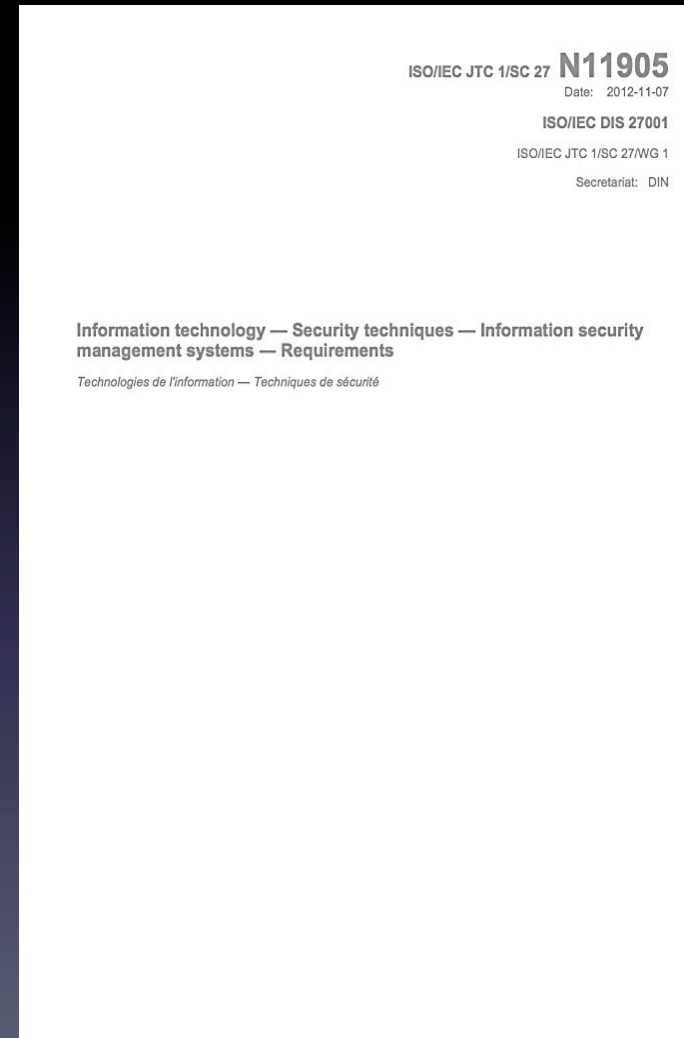 ISO/IEC JTC 1/SC 27 N11905
Date: 2012-11-07
ISO/IEC DIS 27001
ISO/IEC JTC 1/SC 27/WG 1
Secretariat: DIN
Information technology — Security techniques — Information security
management systems — Requirements
Technologies de l'information — Techniques de sécurité